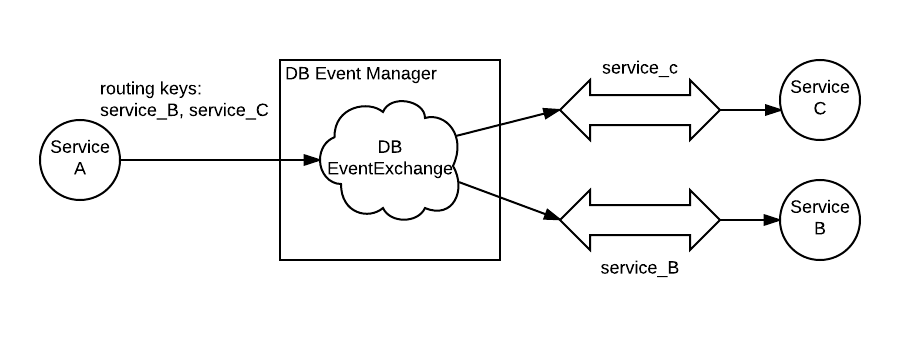 routing keys:
service_B, service_C
Service
A
DB Event Manager
DB
EventExchange
service_c
Service
C
service_B
Service
B